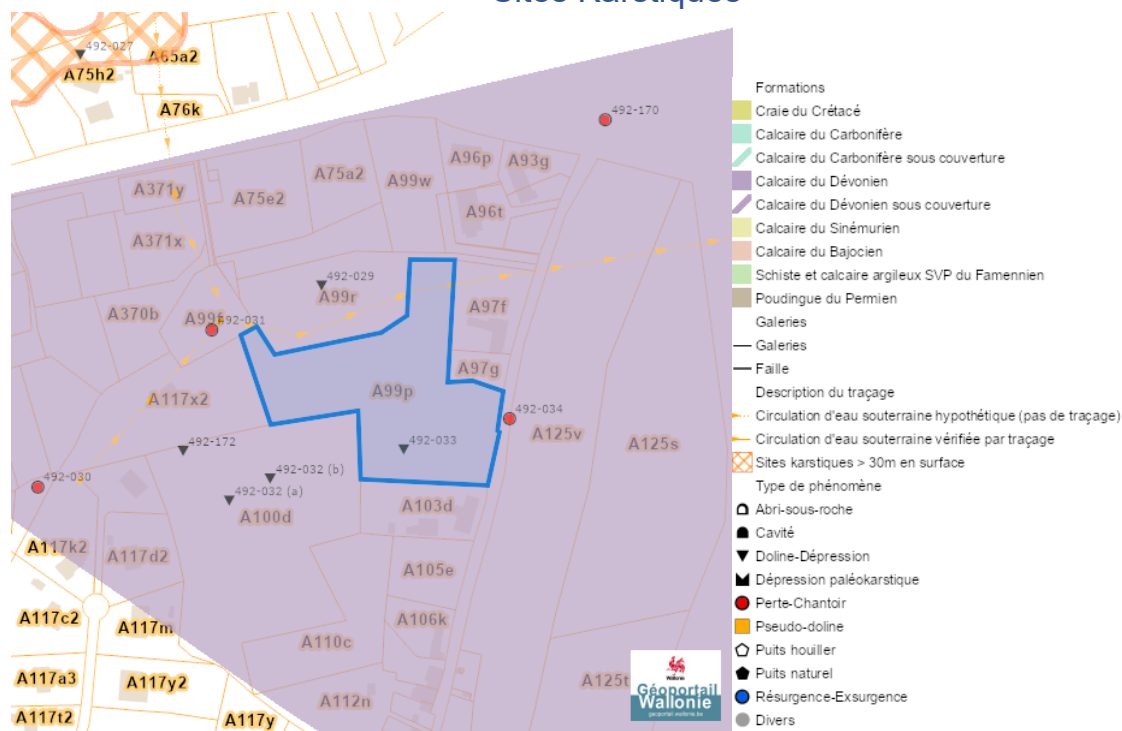 Sites Karstiques
492-027
A75h2
A65a2
A76k
492-170
A371y
A75e2
A75a2
A99w
A96p
A93g
A96t
A371x
492-029
A99r
A370b
A99f
492-031
A97f
A97g
A99p
A117x2
492-034
A125v
A125s
492-172
492-033
492-032 (b)
492-030
492-032 (a)
A100d
A103d
A117k2
A117d2
A105e
A117c2
A117m
A106k
A110c
A117a3
A117y2
A125t
A112n
A117t2
A117y
Wallonie
Géoportail
Wallonie
geoportail.wallonie.be
Formations
Craie du Crétacé
Calcaire du Carbonifère
Calcaire du Carbonifère sous couverture
Calcaire du Dévonien
Calcaire du Dévonien sous couverture
Calcaire du Sinémurien
Calcaire du Bajocien
Schiste et calcaire argileux SVP du Famennien
Poudingue du Permien
Galeries
Galeries
Faille
Description du traçage
Circulation d'eau souterraine hypothétique (pas de traçage)
Circulation d'eau souterraine vérifiée par traçage
Sites karstiques > 30m en surface
Type de phénomène
Abri-sous-roche
Cavité
Doline-Dépression
Dépression paléokarstique
Perte-Chantoir
Pseudo-doline
Puits houiller
Puits naturel
Résurgence-Exsurgence
Divers